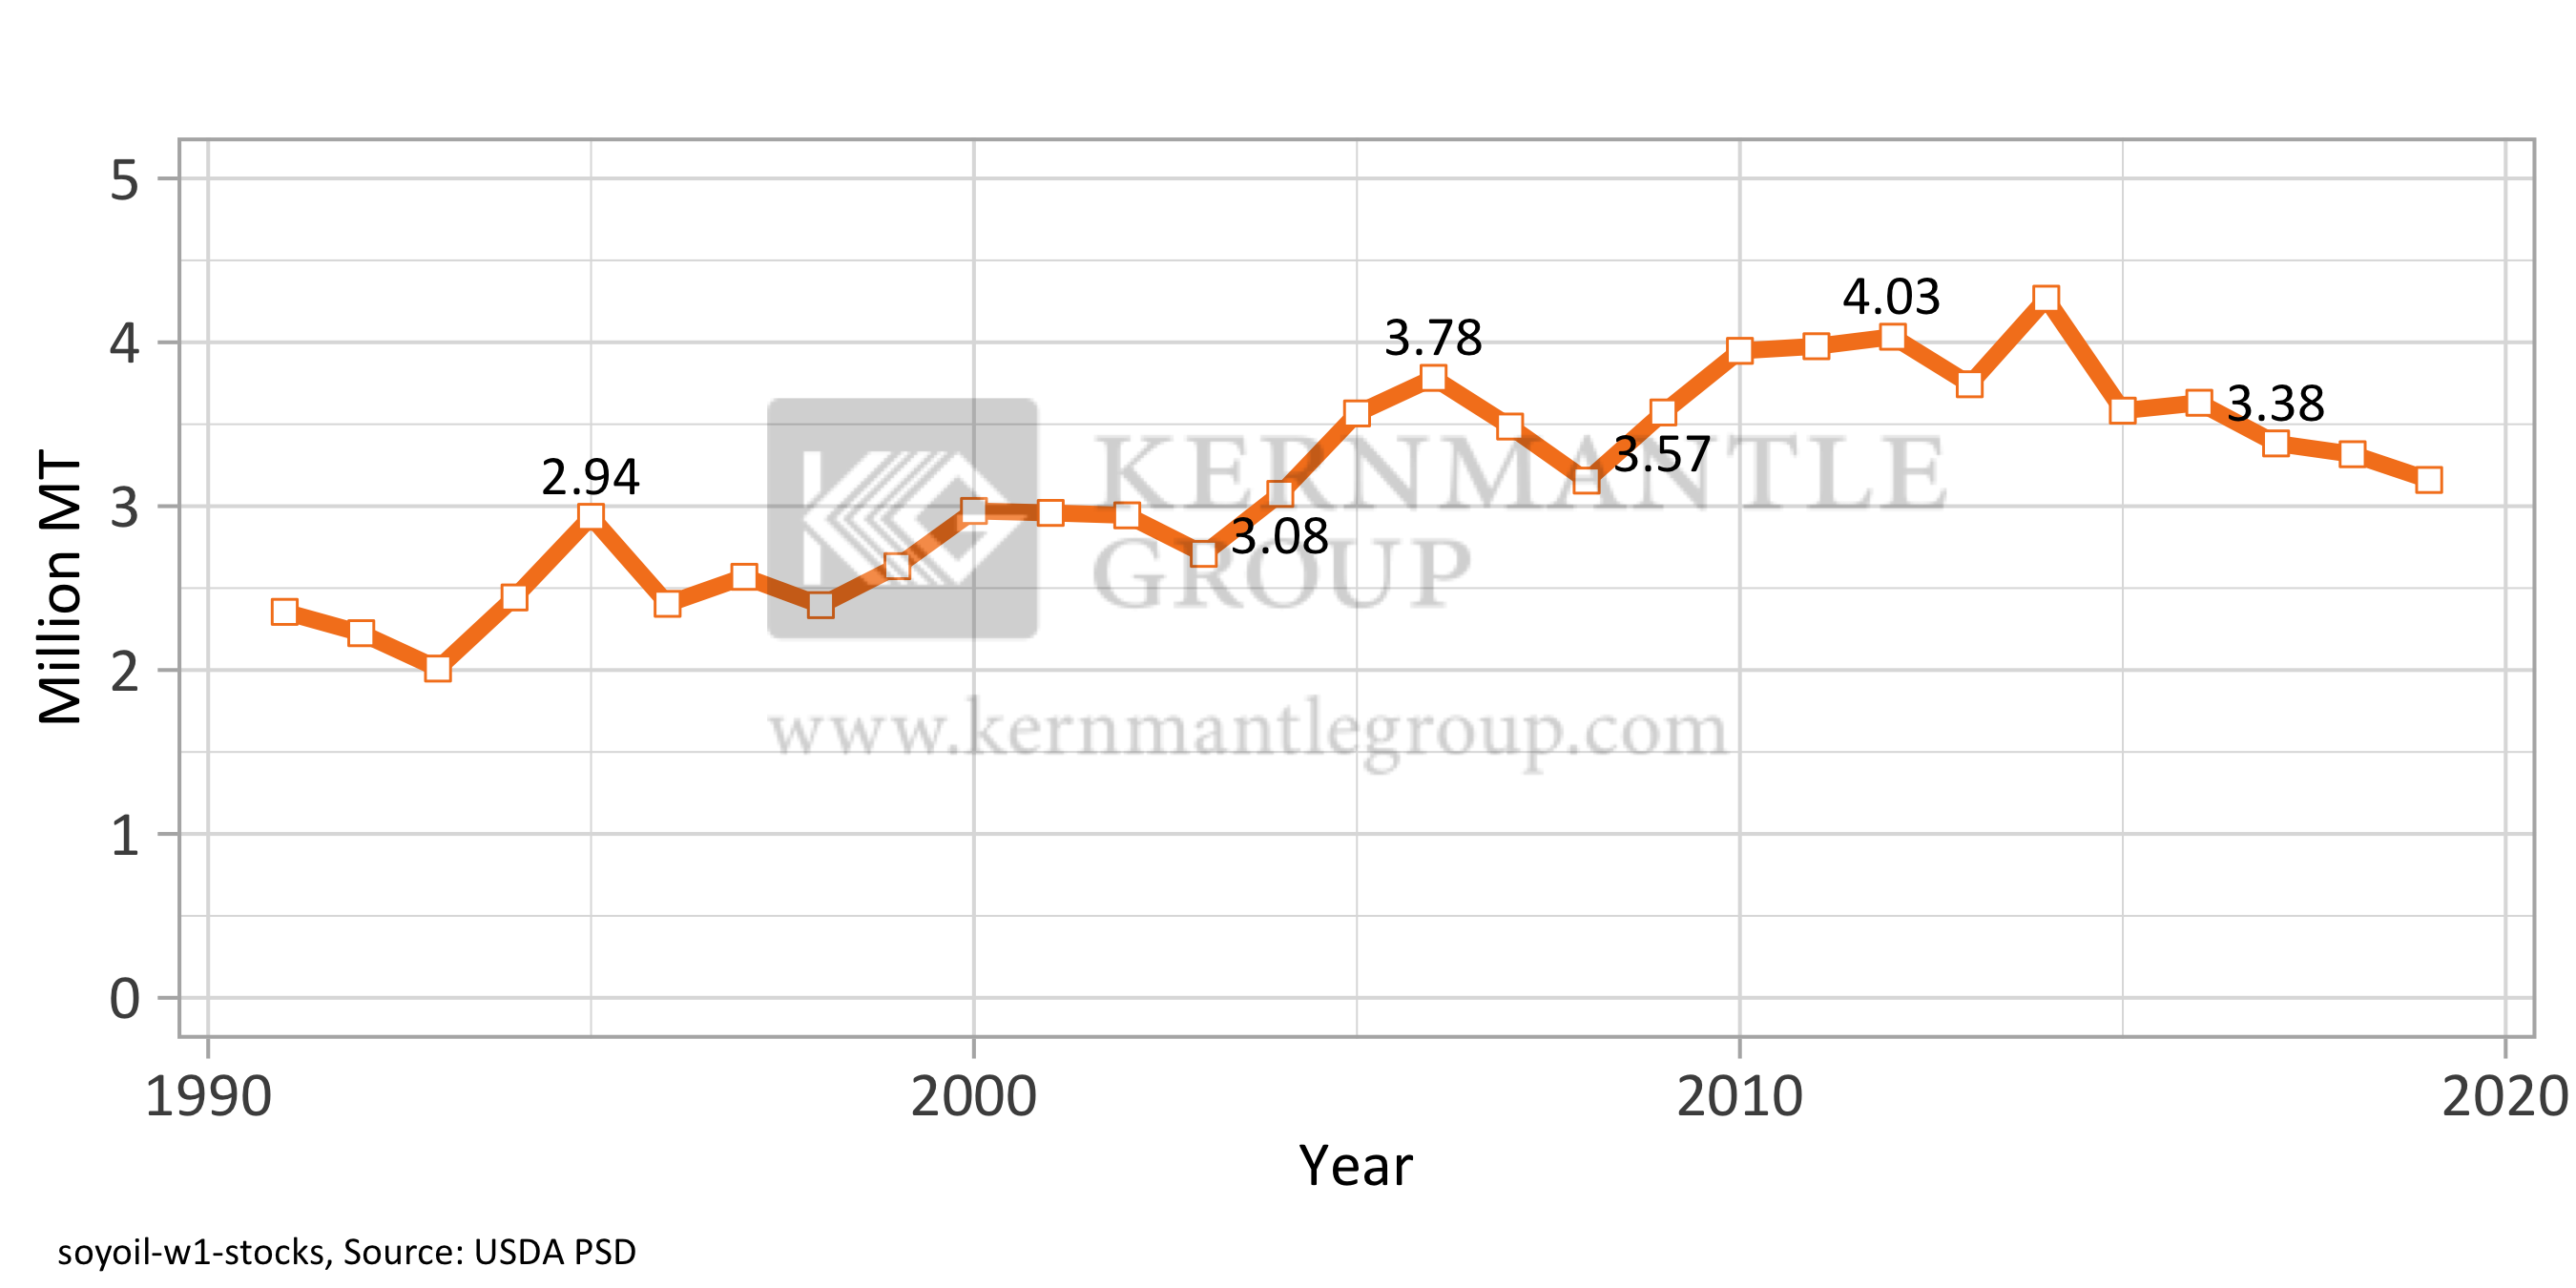 5
4.03
4
3.78
3.38
KERNMANTLE
3.57
2.94
3
3.08
GROUP
Million MT
2
www.kernmantlegroup.com
1
0
1990 2000 2010 2020
Year
soyoil-w1-stocks, Source: USDA PSD